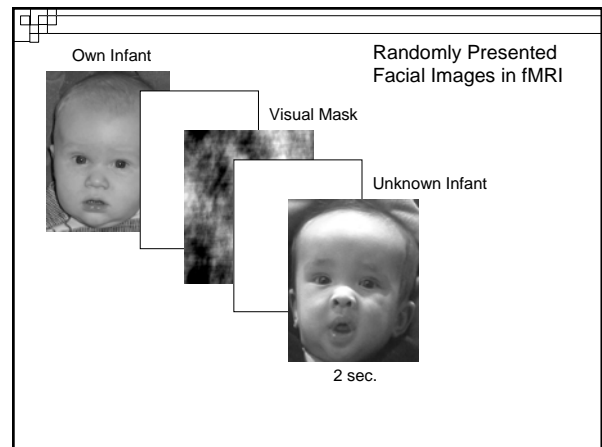 Randomly Presented
Facial Images in fMRI
Own Infant
Visual Mask
Unknown Infant
2 sec.